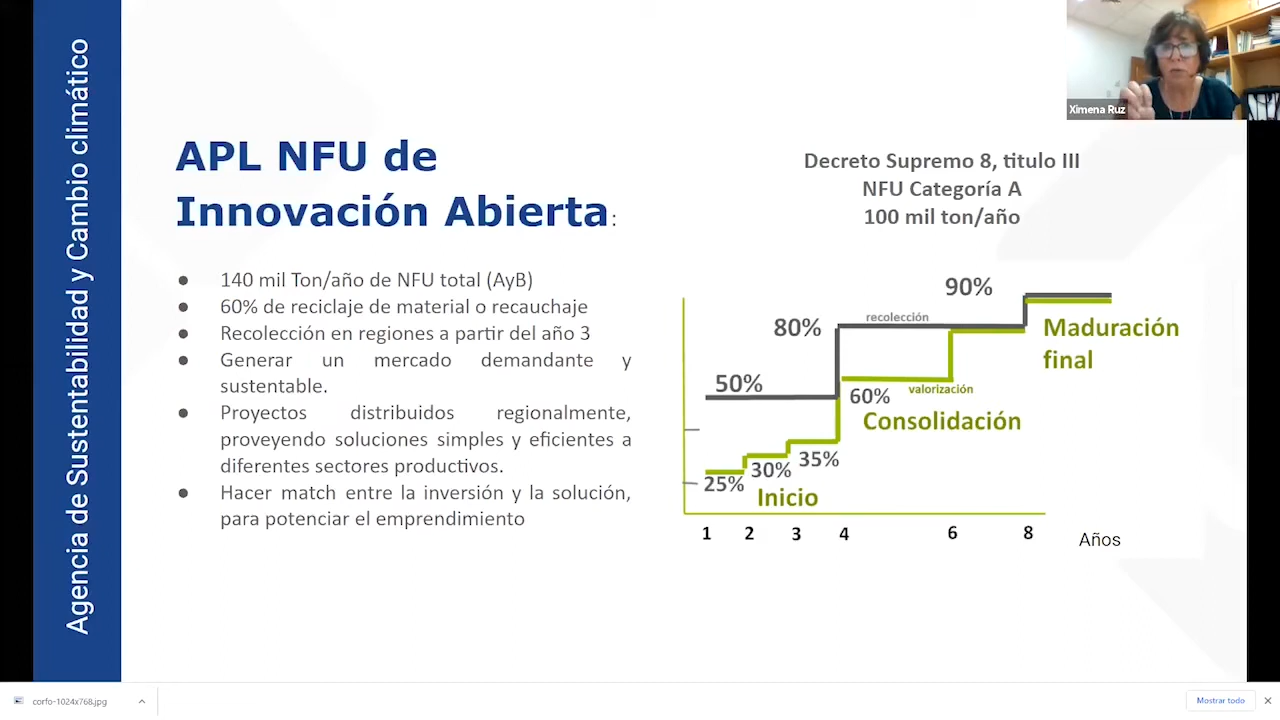 Agencia de Sustentabilidad y Cambio climático
APL NFU de
Innovación Abierta:
● 140 mil Ton/año de NFU total (AyB)
● 60% de reciclaje de material o recauchaje
● Recolección en regiones a partir del año 3
● Generar un mercado demandante y
sustentable.
● Proyectos distribuidos regionalmente,
proveyendo soluciones simples y eficientes a
diferentes sectores productivos.
● Hacer match entre la inversión y la solución,
para potenciar el emprendimiento
Ximena Ruz
Decreto Supremo 8, titulo III
NFU Categoría A
100 mil ton/año
90%
80%
recolección
Maduración
final
50%
60%
valorización
Consolidación
35%
30%
25%
Inicio
1 2 3 4 6 8 Años
corfo-1024x768.jpg
Mostrar todo